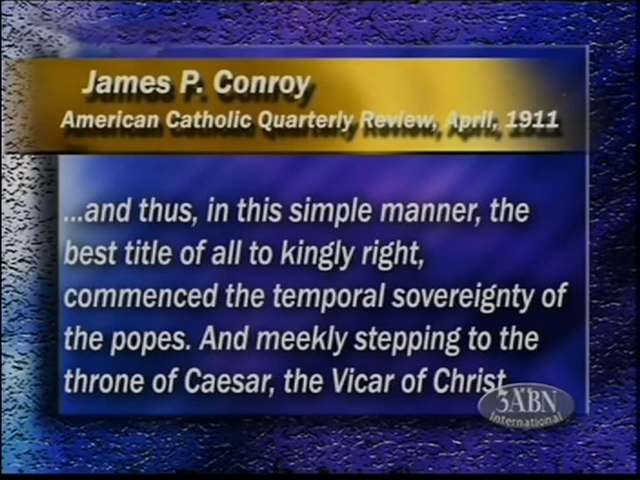 James P. Conroy
American Catholic Quarterly Review, April, 1911
...and thus, in this simple manner, the
best title of all to kingly right,
commenced the temporal sovereignty of
the popes. And meekly stepping to the
throne of Caesar, the Vicar of Christ
3ABN
International